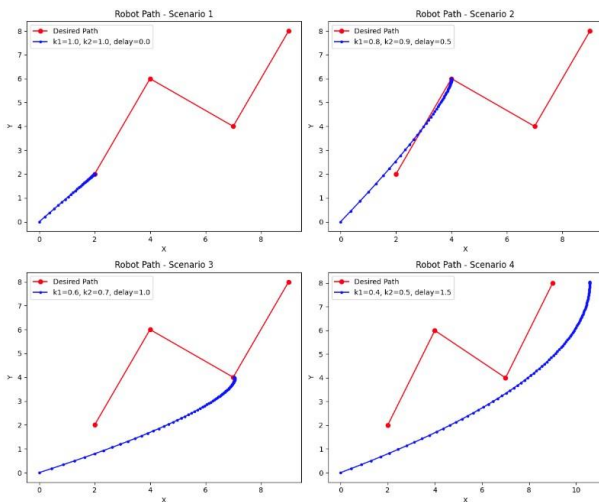 Robot Path - Scenario 1
Desired Path
k1=1.0, k2=1.0, delay=0.0
8
7
6
5
4
3
2
1
0
Y
0
2
4
6
8
X
Robot Path - Scenario 2
Desired Path
k1=0.8, k2=0.9, delay=0.5
8
7
6
5
4
3
2
1
0
Y
0
2
4
6
8
X
Robot Path - Scenario 3
Desired Path
k1=0.6, k2=0.7, delay=1.0
8
7
6
5
4
3
2
1
0
Y
0
2
4
6
8
X
Robot Path - Scenario 4
Desired Path
k1=0.4, k2=0.5, delay=1.5
8
7
6
5
4
3
2
1
0
Y
0
2
4
6
8
10
X